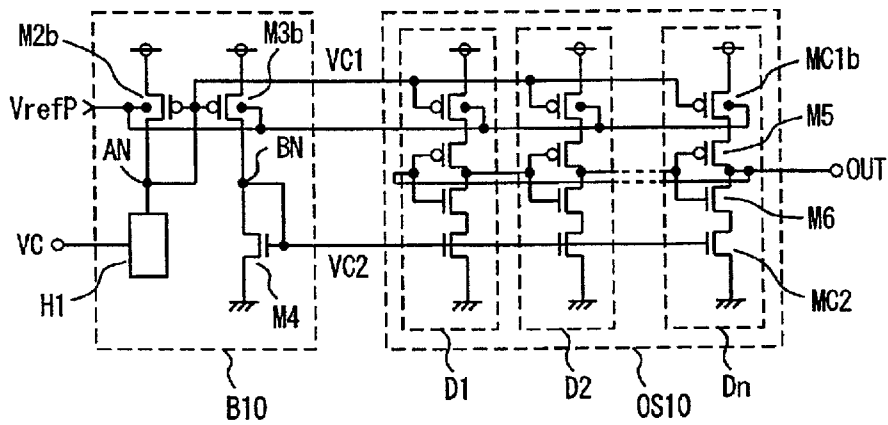 M2b
M3b
VC1
MC1b
VrefP
M5
AN
BN
OUT
M6
VC
VC2
H1
M4
MC2
D1
D2
Dn
B10
OS10